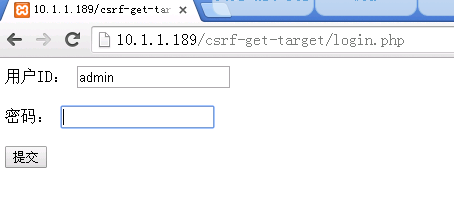 10.1.1.189/csrf-get-tar
10.1.1.189/csrf-get-target/login.php
用户ID： admin
密码：
提交